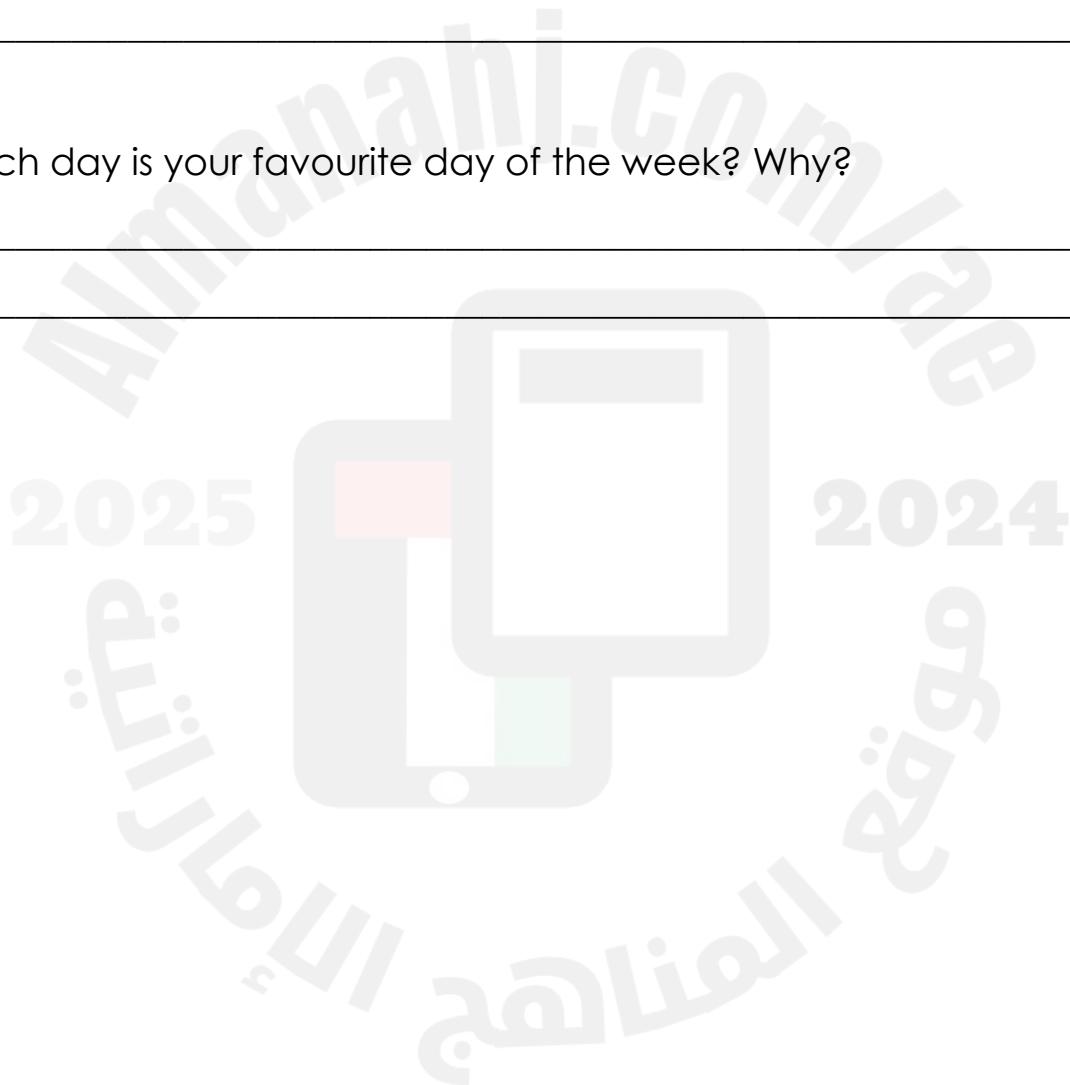 Almanahj.com/ae
ch day is your favourite day of the week? Why?
2025
2024
موقع
المناهج
الإماراتية